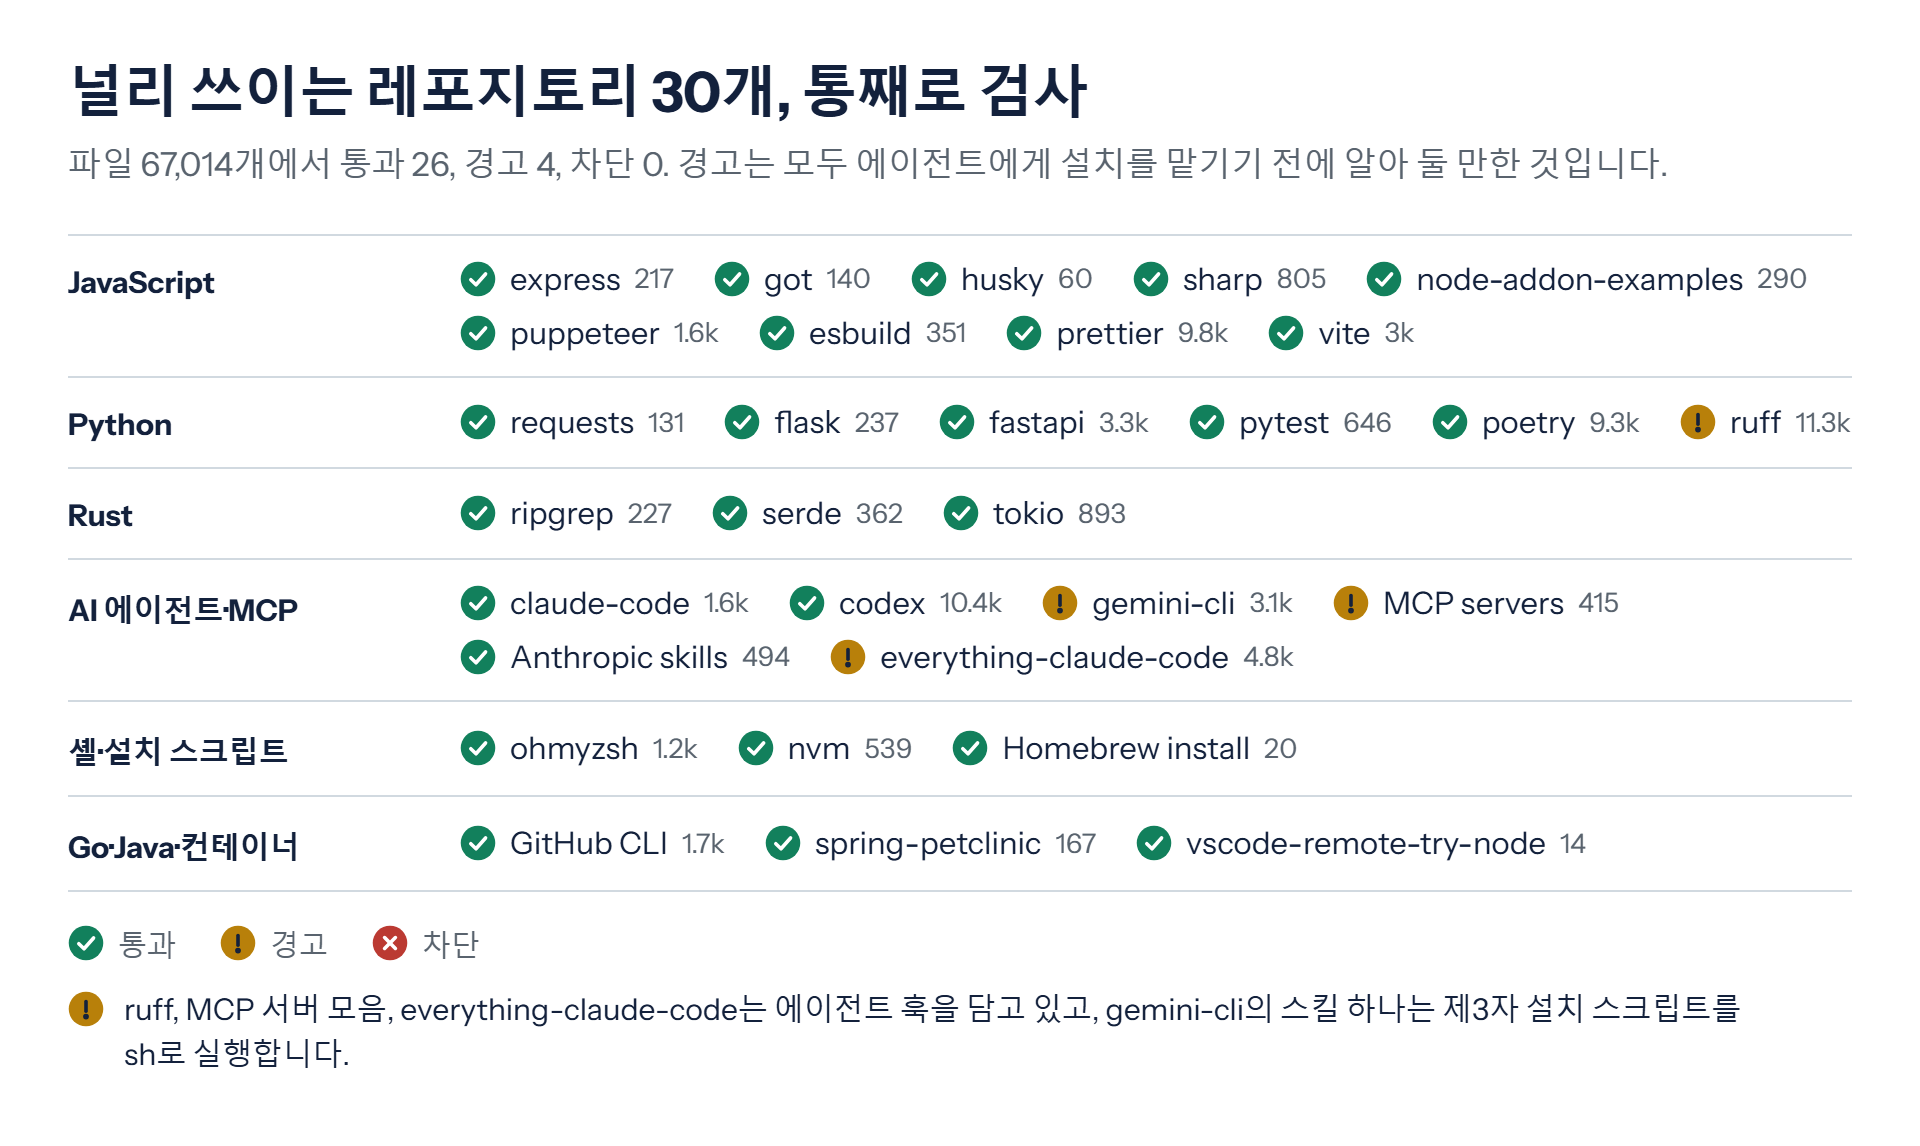 널리 쓰이는 레포지토리 30개, 통째로 검사
파일 67,014개에서 통과 26, 경고 4, 차단 0. 경고는 모두 에이전트에게 설치를 맡기기 전에 알아 둘 만한 것입니다.
JavaScript
express 217 got 140 husky 60 sharp 805 node-addon-examples 290
puppeteer 1.6k esbuild 351 prettier 9.8k vite 3k
Python
requests 131 flask 237 fastapi 3.3k pytest 646 poetry 9.3k ruff 11.3k
Rust
ripgrep 227 serde 362 tokio 893
AI 에이전트·MCP
claude-code 1.6k codex 10.4k gemini-cli 3.1k MCP servers 415
Anthropic skills 494 everything-claude-code 4.8k
셸·설치 스크립트
ohmyzsh 1.2k nvm 539 Homebrew install 20
Go·Java·컨테이너
GitHub CLI 1.7k spring-petclinic 167 vscode-remote-try-node 14
통과 경고 차단
ruff, MCP 서버 모음, everything-claude-code는 에이전트 훅을 담고 있고, gemini-cli의 스킬 하나는 제3자 설치 스크립트를
sh로 실행합니다.